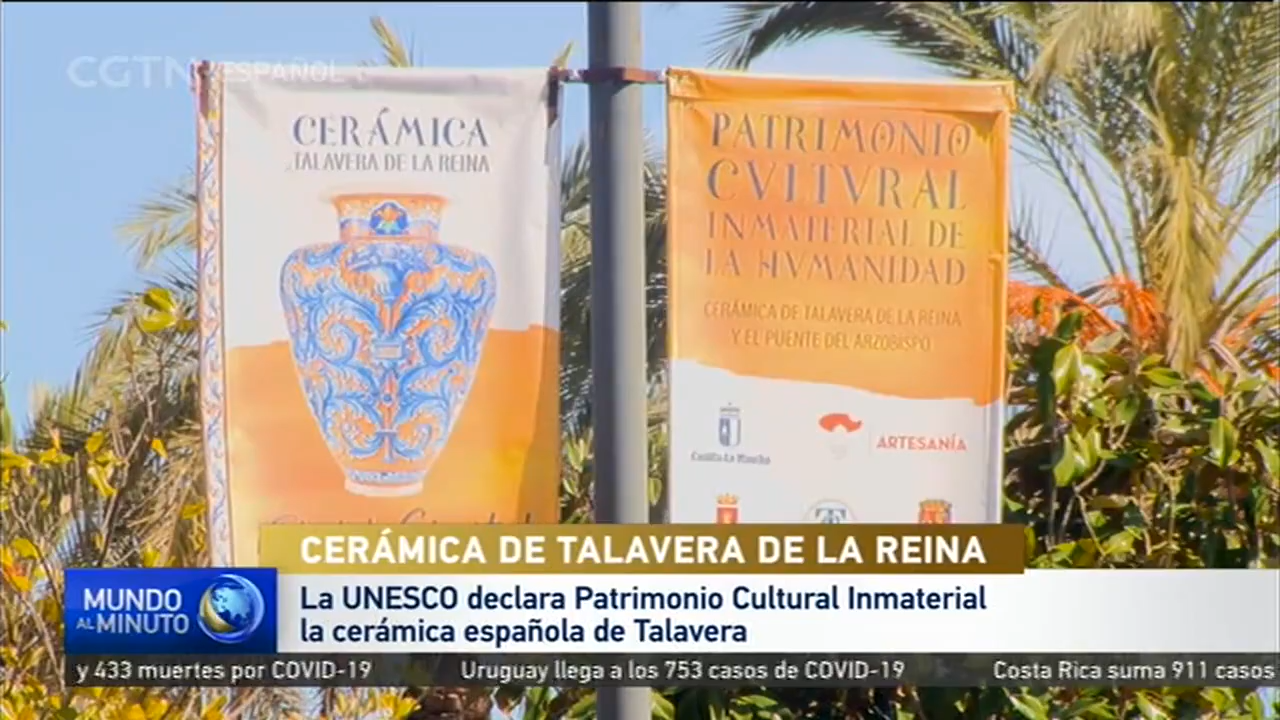 CGTN ESPAÑOL
CERÁMICA
TALAVERA DE LA REINA
PATRIMONIO
CVLTVRAL
INMATERIAL DE
LA HVMANIDAD
CERÁMICA DE TALAVERA DE LA REINA
Y EL PUENTE DEL ARZOBISPO
Castilla-La Mancha
ARTESANÍA
CERÁMICA DE TALAVERA DE LA REINA
MUNDO
AL MINUTO
La UNESCO declara Patrimonio Cultural Inmaterial
la cerámica española de Talavera
y 433 muertes por COVID-19 Uruguay llega a los 753 casos de COVID-19 Costa Rica suma 911 casos